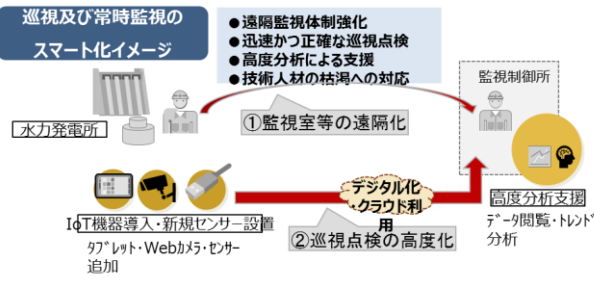 巡視及び常時監視の
スマート化イメージ
●遠隔監視体制強化
●迅速かつ正確な巡視点検
●高度分析による支援
●技術人材の枯渇への対応
監視制御所
水力発電所
①監視室等の遠隔化
デジタル化
・クラウド利
用
高度分析支援
データ閲覧・トレンド
分析
IoT機器導入・新規センサー設置
②巡視点検の高度化
タブレット・Webカメラ・センサー
追加